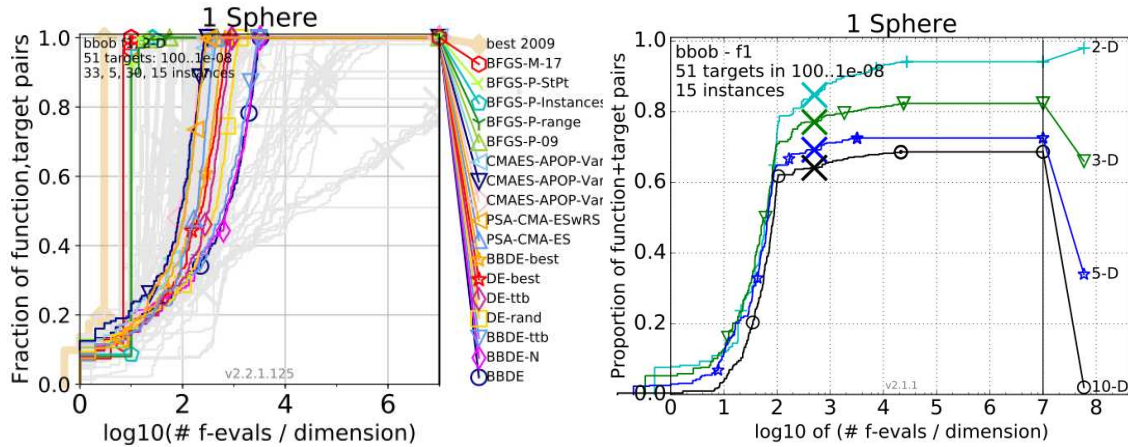 1 Sphere
bbob f1, 2-D
51 targets: 100..1e-08
33, 5, 30, 15 instances
Fraction of function,target pairs
1.0
0.8
0.6
0.4
0.2
0.0
0 2 4 6
log10(# f-evals / dimension)
v2.2.1.125
best 2009
BFGS-M-17
BFGS-P-StPt
BFGS-P-Instances
BFGS-P-range
BFGS-P-09
CMAES-APOP-Var
CMAES-APOP-Var
CMAES-APOP-Var
PSA-CMA-ESwRS
PSA-CMA-ES
BBDE-best
DE-best
DE-ttb
DE-rand
BBDE-ttb
BBDE-N
BBDE
1 Sphere
bbob - f1
51 targets in 100..1e-08
15 instances
Proportion of function+target pairs
1.0
0.8
0.6
0.4
0.2
0.0
0 1 2 3 4 5 6 7 8
log10 of (# f-evals / dimension)
v2.1.1
2-D
3-D
5-D
10-D